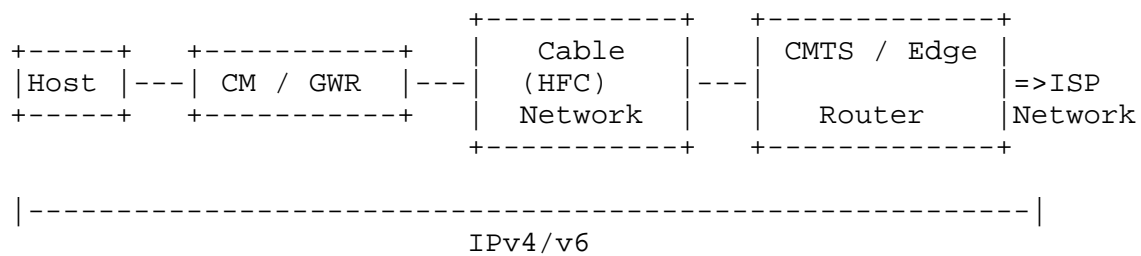 +-----------+   +-------------+
+-----+    +-----------+       |   Cable   |   | CMTS / Edge |
|Host |---| CM / GWR  |---|  (HFC)    |---|             |=>ISP
+-----+    +-----------+       |  Network  |   |   Router    |Network
                               +-----------+   +-------------+
|---------------------------------------------------------|
IPv4/v6